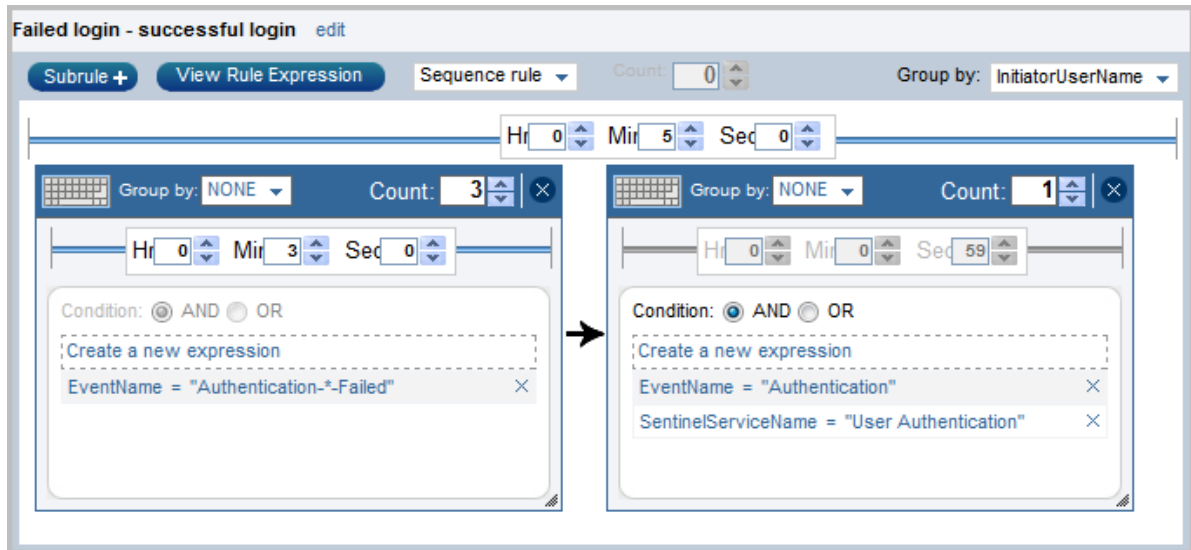 Failed login - successful login edit
Subrule + View Rule Expression Sequence rule Count: 0 Group by: InitiatorUserName
Hr 0 Mir 5 Sec 0
Group by: NONE Count: 3
Hr 0 Mir 3 Sec 0
Condition: AND OR
Create a new expression
EventName = "Authentication-*-Failed"
Group by: NONE Count: 1
Hr 0 Mir 0 Sec 59
Condition: AND OR
Create a new expression
EventName = "Authentication"
SentinelServiceName = "User Authentication"